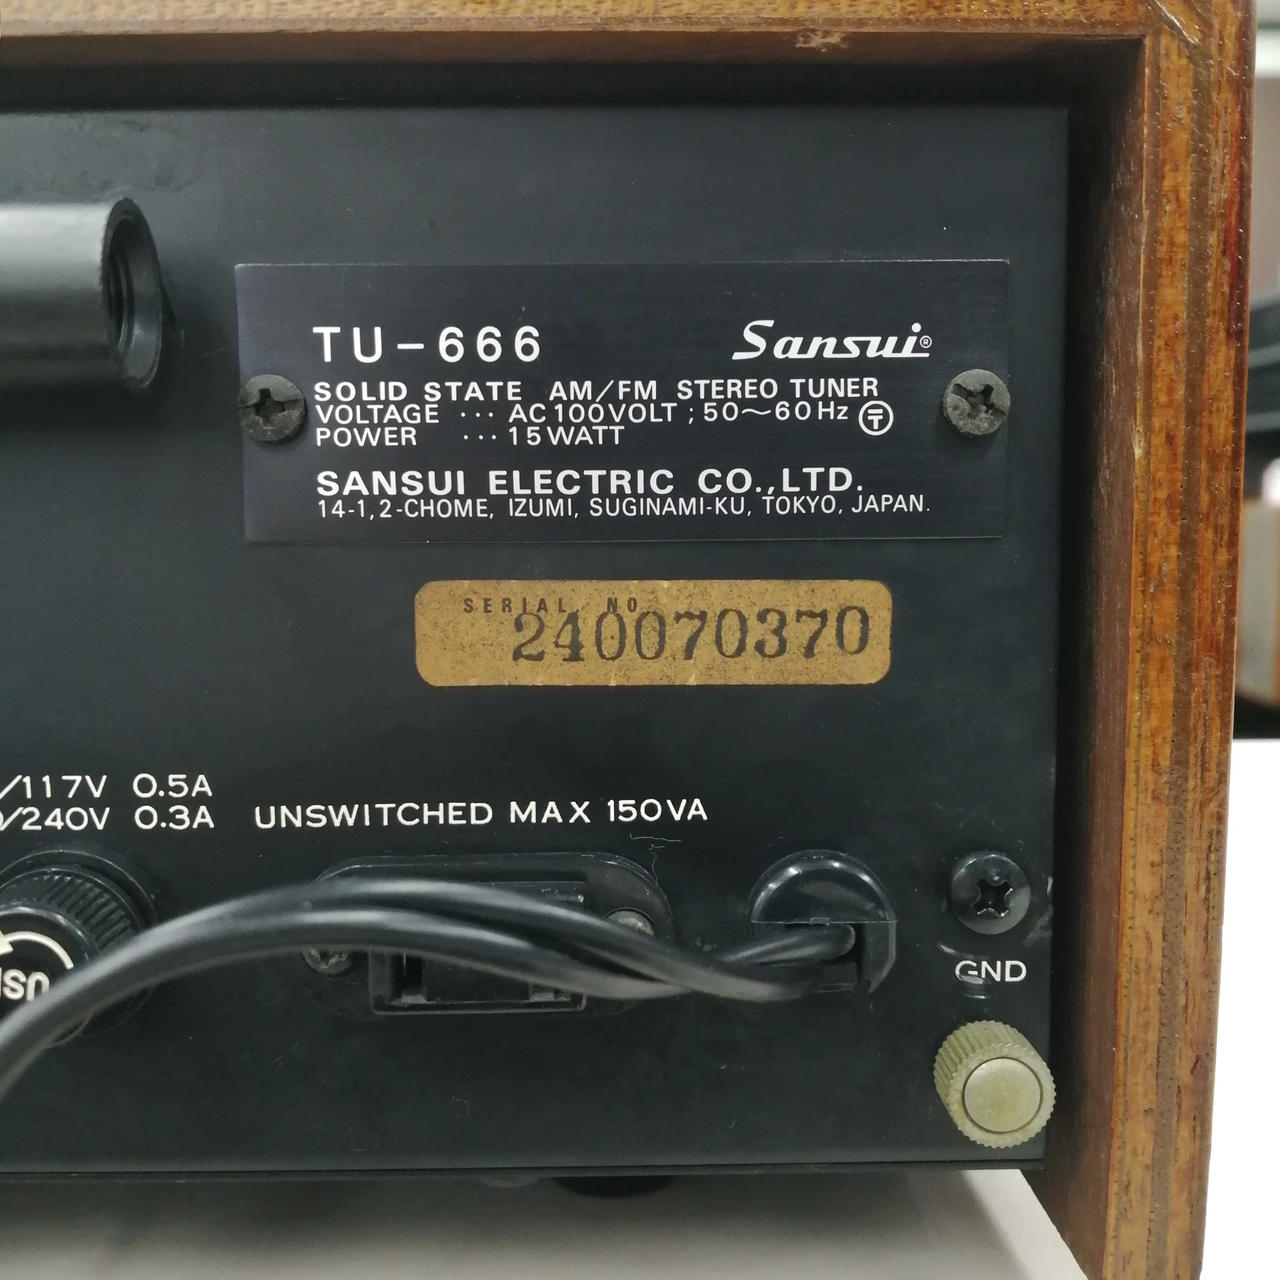 TU-666 Sansui®
SOLID STATE AM/FM STEREO TUNER
VOLTAGE ··· AC 100 VOLT ; 50～60 Hz 〒
POWER ··· 15 WATT
SANSUI ELECTRIC CO.,LTD.
14-1, 2-CHOME, IZUMI, SUGINAMI-KU, TOKYO, JAPAN.
SERIAL NO
240070370
/117V 0.5A
/240V 0.3A UNSWITCHED MAX 150VA
GND